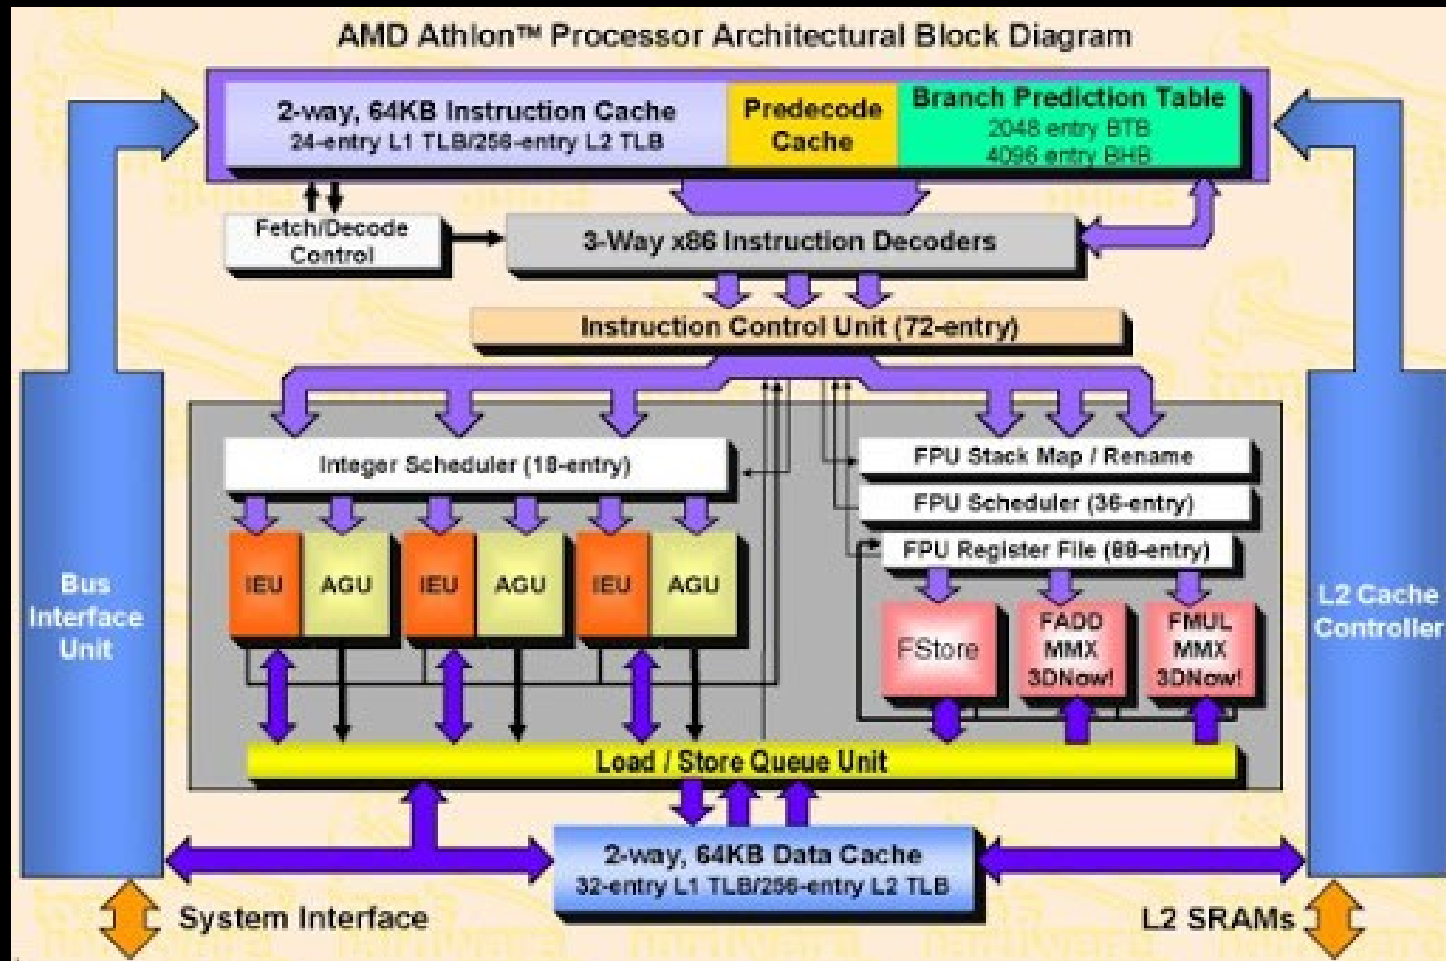 AMD Athlon™ Processor Architectural Block Diagram
2-way, 64KB Instruction Cache
24-entry L1 TLB/256-entry L2 TLB
Predecode
Cache
Branch Prediction Table
2048 entry BTB
4096 entry BHB
Fetch/Decode
Control
3-Way x86 Instruction Decoders
Instruction Control Unit (72-entry)
Integer Scheduler (18-entry)
FPU Stack Map / Rename
FPU Scheduler (36-entry)
FPU Register File (88-entry)
Bus
Interface
Unit
IEU
AGU
IEU
AGU
IEU
AGU
FStore
FADD
MMX
3DNow!
FMUL
MMX
3DNow!
L2 Cache
Controller
Load / Store Queue Unit
2-way, 64KB Data Cache
32-entry L1 TLB/256-entry L2 TLB
System Interface
L2 SRAMs